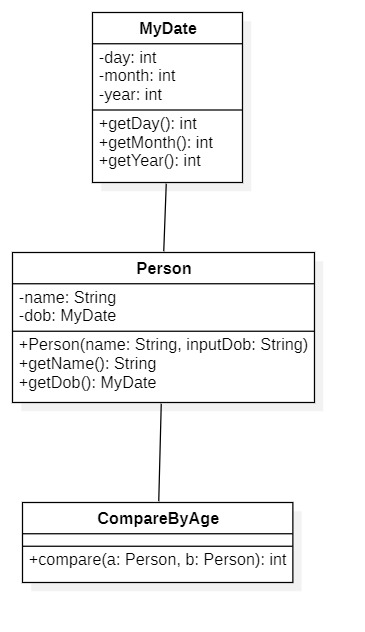 MyDate
-day: int
-month: int
-year: int
+getDay(): int
+getMonth(): int
+getYear(): int
Person
-name: String
-dob: MyDate
+Person(name: String, inputDob: String)
+getName(): String
+getDob(): MyDate
CompareByAge
+compare(a: Person, b: Person): int